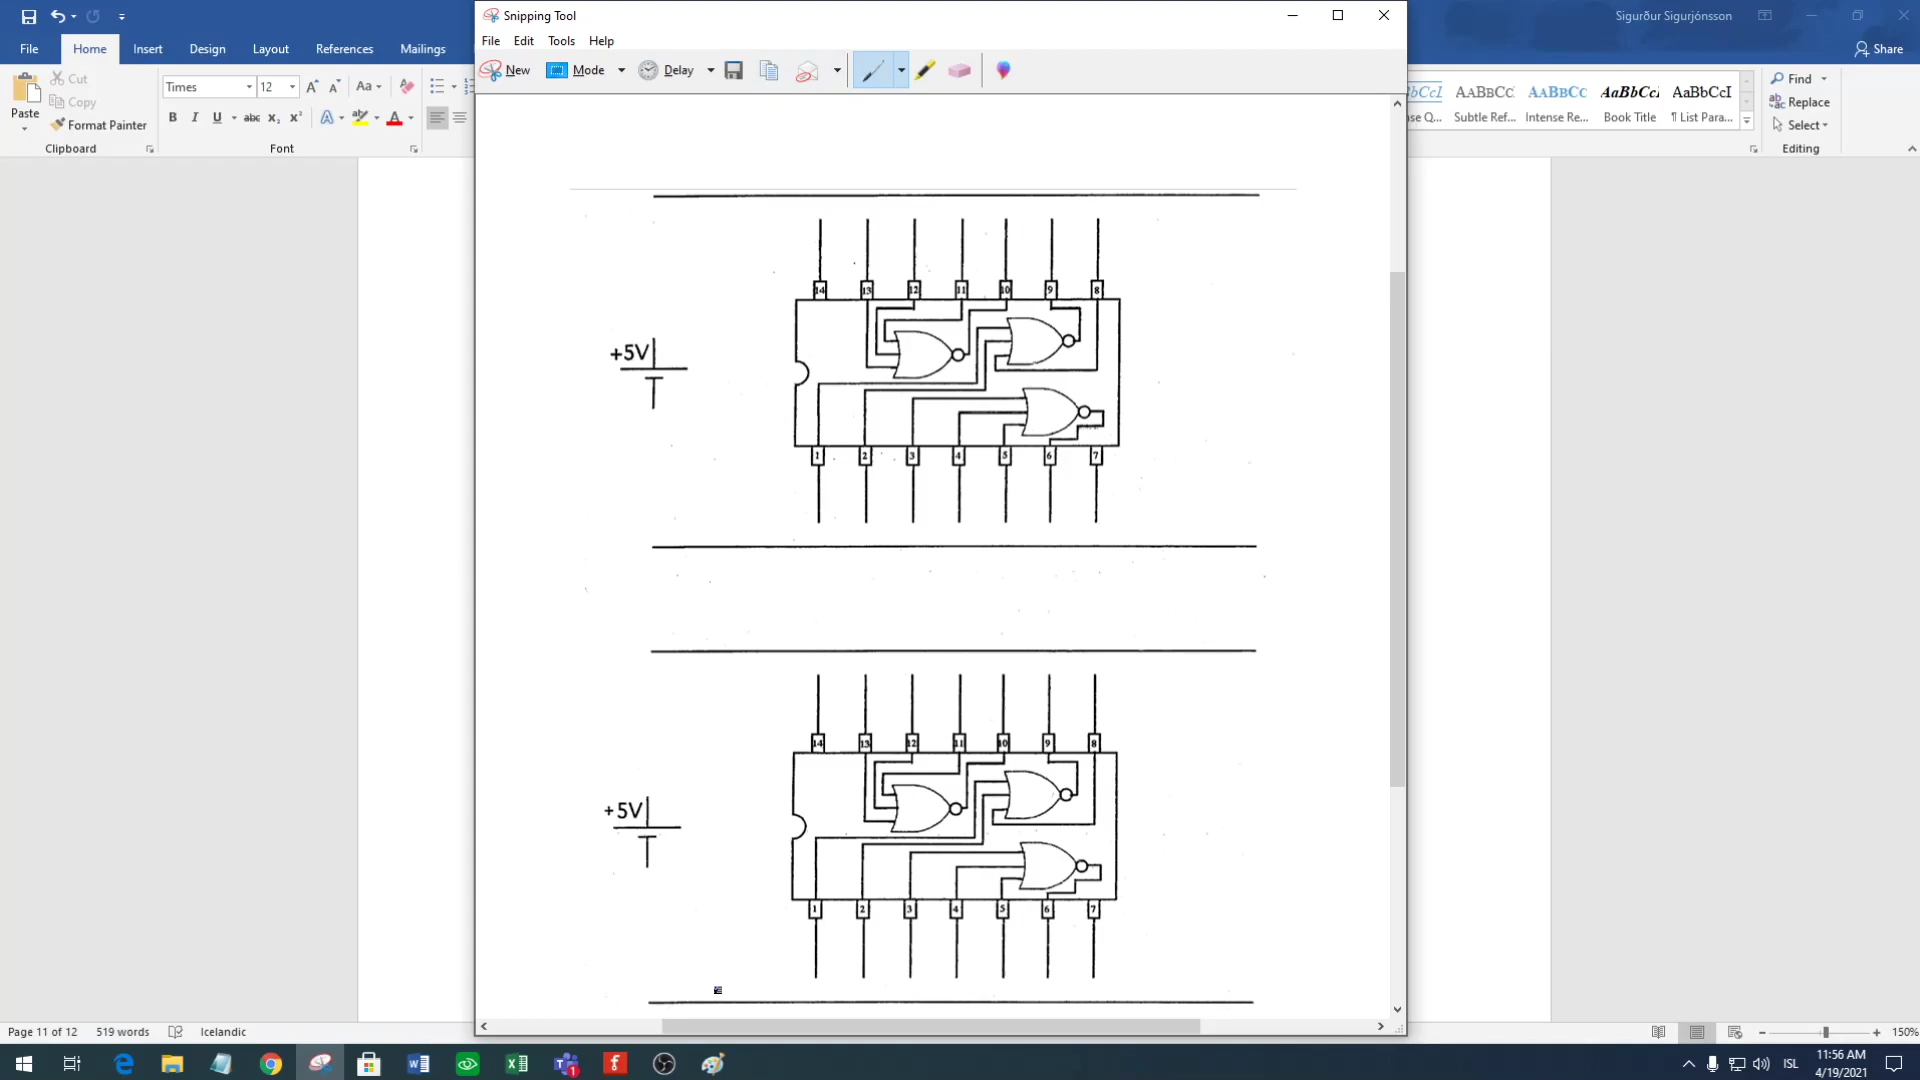 Snipping Tool
Sigurður Sigurjónsson
File Home Insert Design Layout References Mailings
File Edit Tools Help
Share
New Mode Delay
Cut
Copy
Paste
Format Painter
Times 12
Aa
abc x₂ x²
Clipboard
Font
AABBCC AABBCC AaBbCcI AaBbCcI
Subtle Ref... Intense Re... Book Title ¶ List Para...
Find
Replace
Select
Editing
14 13 12 11 10 9 8
+5V
1 2 3 4 5 6 7
14 13 12 11 10 9 8
+5V
1 2 3 4 5 6 7
Page 11 of 12 519 words Icelandic
150%
ISL
11:56 AM
4/19/2021